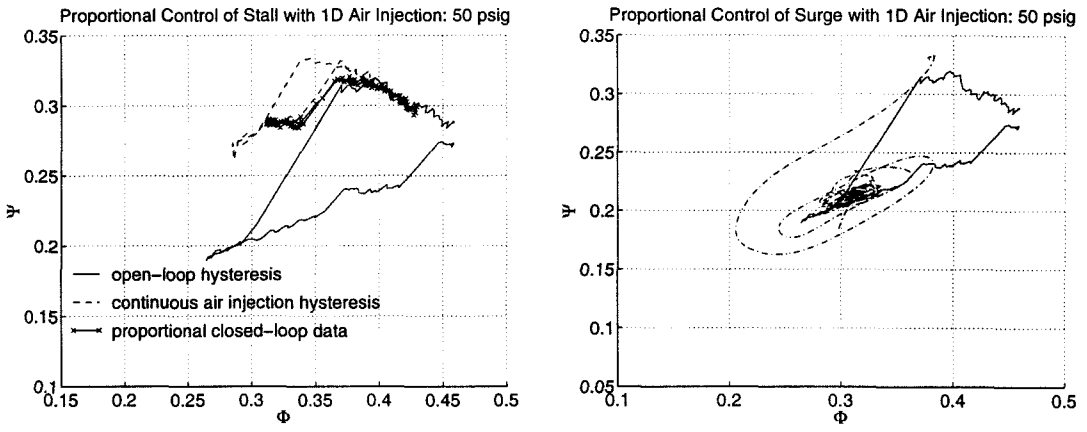 Proportional Control of Stall with 1D Air Injection: 50 psig
0.35
0.3
0.25
0.2
0.15
0.1
Ψ
open-loop hysteresis
continuous air injection hysteresis
proportional closed-loop data
0.15 0.2 0.25 0.3 0.35 0.4 0.45 0.5
Φ
Proportional Control of Surge with 1D Air Injection: 50 psig
0.35
0.3
0.25
0.2
0.15
0.1
0.05
Ψ
0.1 0.2 0.3 0.4 0.5
Φ